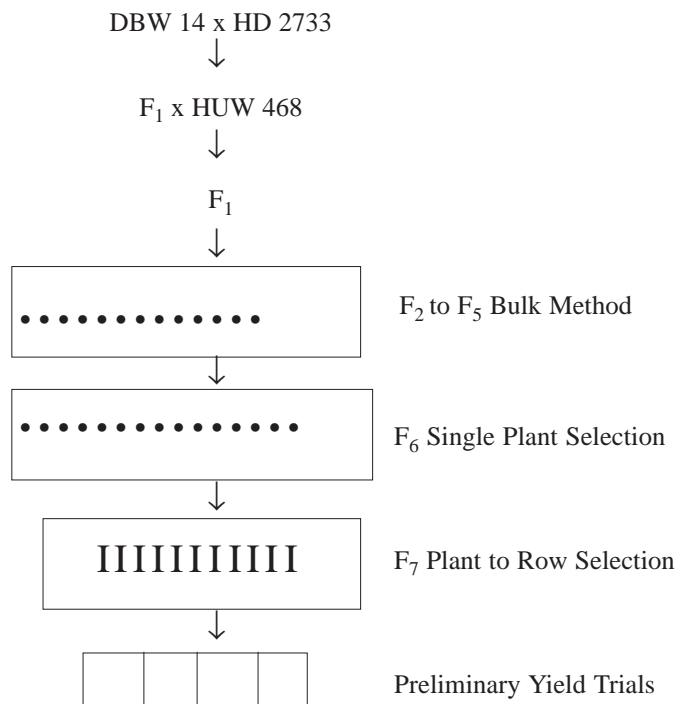 DBW 14 x HD 2733
F₁ x HUW 468
F₁
F₂ to F₅ Bulk Method
F₆ Single Plant Selection
IIIIIIIIIII
F₇ Plant to Row Selection
Preliminary Yield Trials